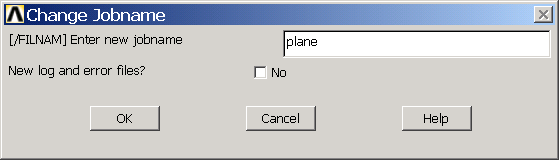 Change Jobname
[/FILNAM] Enter new jobname plane
New log and error files? No
OK Cancel Help